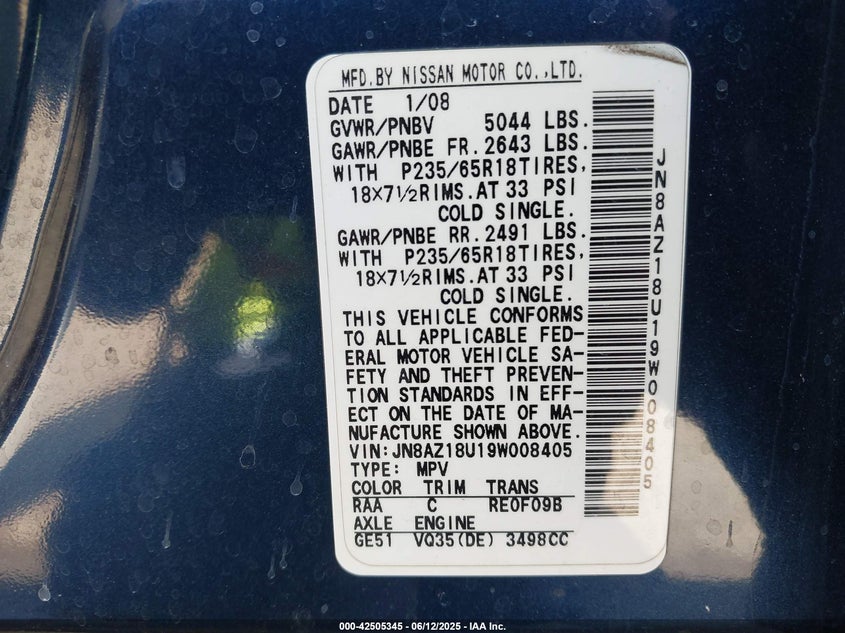 MFD.BY NISSAN MOTOR CO.,LTD.
DATE 1/08
GVWR/PNBV 5044 LBS.
GAWR/PNBE FR.2643 LBS.
WITH P235/65R18TIRES,
18X7½RIMS.AT 33 PSI
COLD SINGLE.
GAWR/PNBE RR.2491 LBS.
WITH P235/65R18TIRES,
18X7½RIMS.AT 33 PSI
COLD SINGLE.
THIS VEHICLE CONFORMS
TO ALL APPLICABLE FED-
ERAL MOTOR VEHICLE SA-
FETY AND THEFT PREVEN-
TION STANDARDS IN EFF-
ECT ON THE DATE OF MA-
NUFACTURE SHOWN ABOVE.
VIN:JN8AZ18U19W008405
TYPE: MPV
COLOR TRIM TRANS
RAA C RE0F09B
AXLE ENGINE
GE51 VQ35(DE) 3498CC
JN8AZ18U19W008405
000-42505345 - 06/12/2025 - IAA Inc.